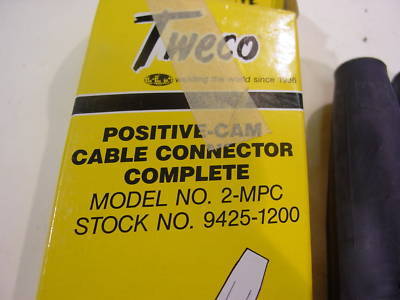 Tweco
welding the world since 1936
POSITIVE-CAM
CABLE CONNECTOR
COMPLETE
MODEL NO. 2-MPC
STOCK NO. 9425-1200